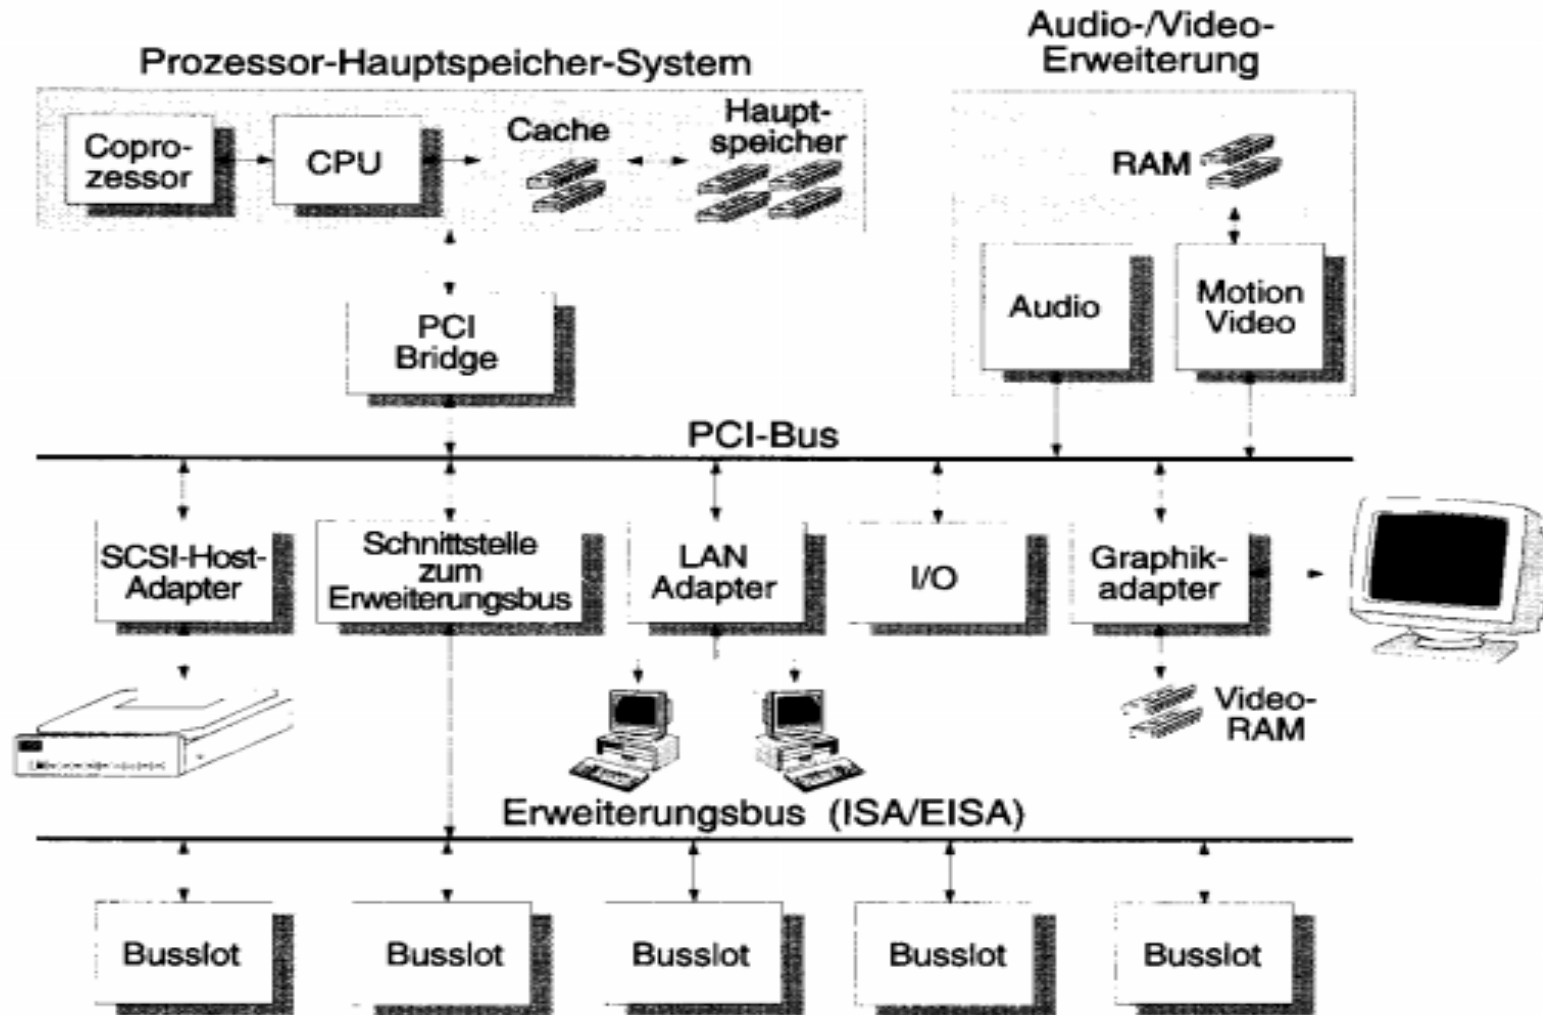 Prozessor-Hauptspeicher-System
Audio-/Video-
Erweiterung
Copro-
zessor
CPU
Cache
Haupt-
speicher
RAM
Audio
Motion
Video
PCI
Bridge
PCI-Bus
SCSI-Host-
Adapter
Schnittstelle
zum
Erweiterungsbus
LAN
Adapter
I/O
Graphik-
adapter
Video-
RAM
Erweiterungsbus (ISA/EISA)
Busslot
Busslot
Busslot
Busslot
Busslot